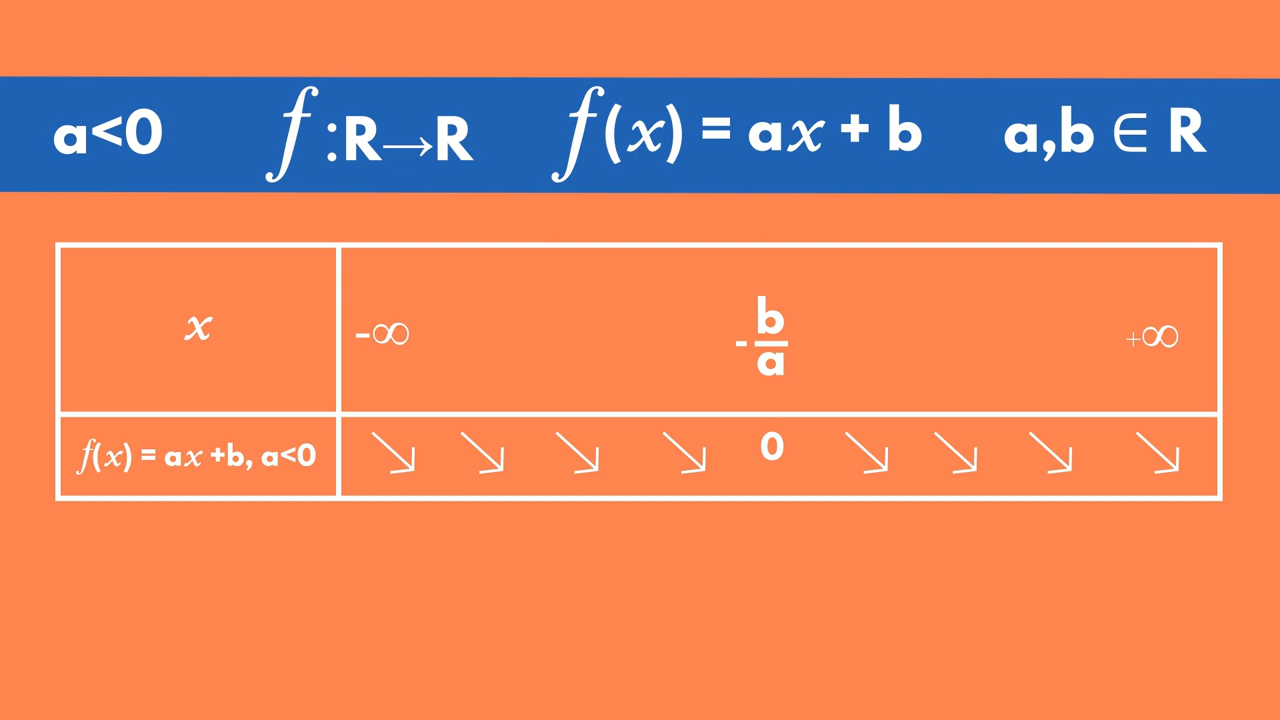 a<0 f :R→R f(x) = ax + b a,b ∈ R
x -∞ -b/a +∞
f(x) = ax +b, a<0 ↘ ↘ ↘ ↘ 0 ↘ ↘ ↘ ↘